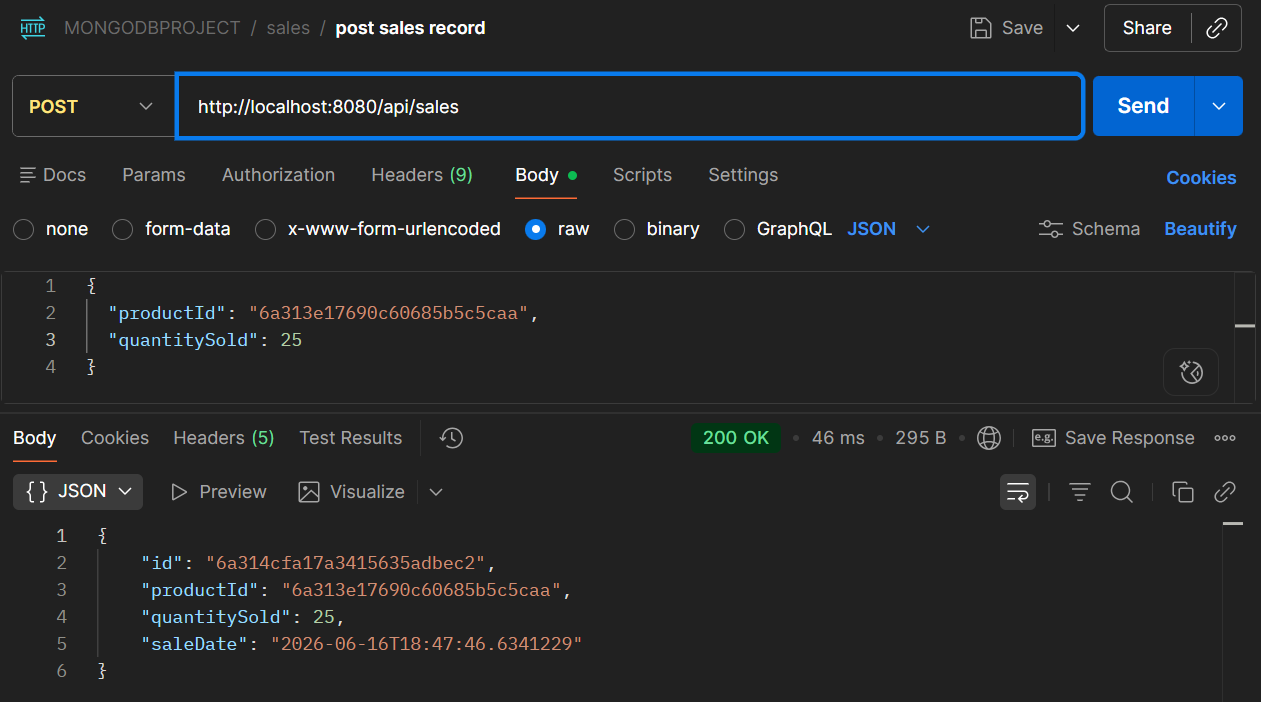 HTTP MONGODBPROJECT / sales / post sales record Save Share
POST http://localhost:8080/api/sales Send
Docs Params Authorization Headers (9) Body Scripts Settings Cookies
none form-data x-www-form-urlencoded raw binary GraphQL JSON Schema Beautify
1 {
2 "productId": "6a313e17690c60685b5c5caa",
3 "quantitySold": 25
4 }
Body Cookies Headers (5) Test Results 200 OK • 46 ms • 295 B • e.g. Save Response
{} JSON Preview Visualize
1 {
2 "id": "6a314cfa17a3415635adbec2",
3 "productId": "6a313e17690c60685b5c5caa",
4 "quantitySold": 25,
5 "saleDate": "2026-06-16T18:47:46.6341229"
6 }